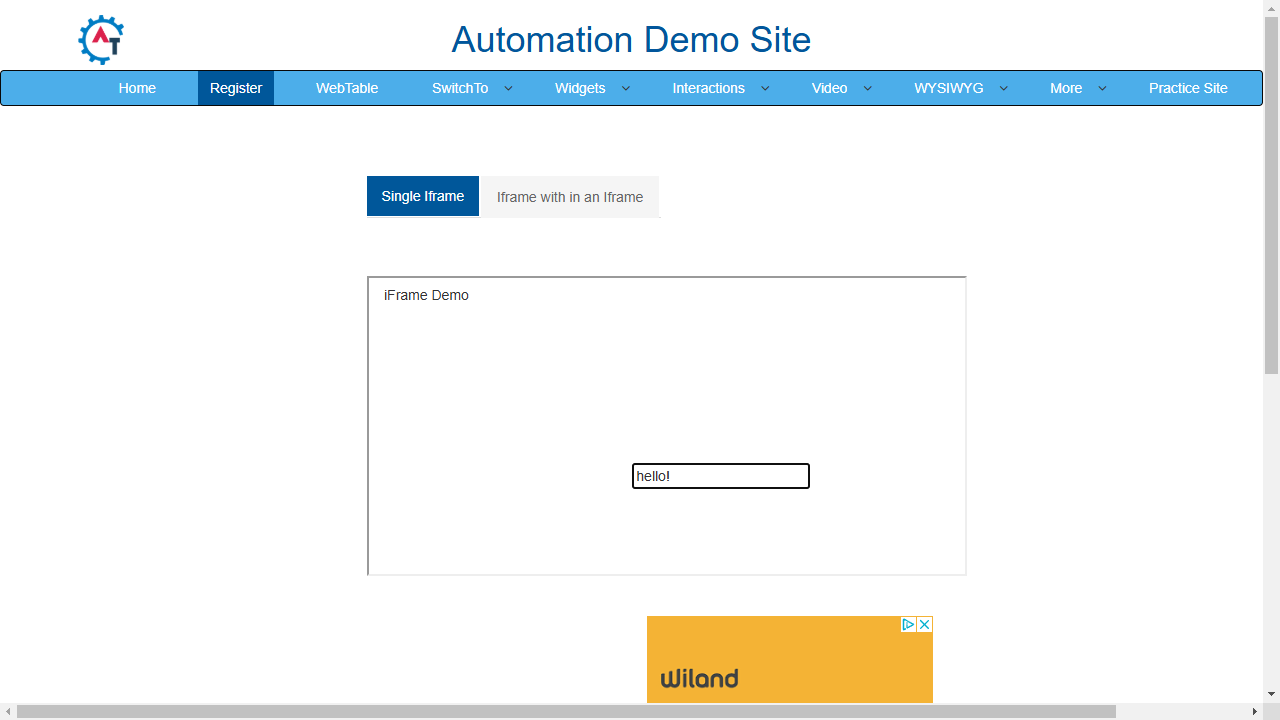 AT
Automation Demo Site
Home Register WebTable SwitchTo Widgets Interactions Video WYSIWYG More Practice Site
Single Iframe Iframe with in an Iframe
iFrame Demo
hello!
wiland